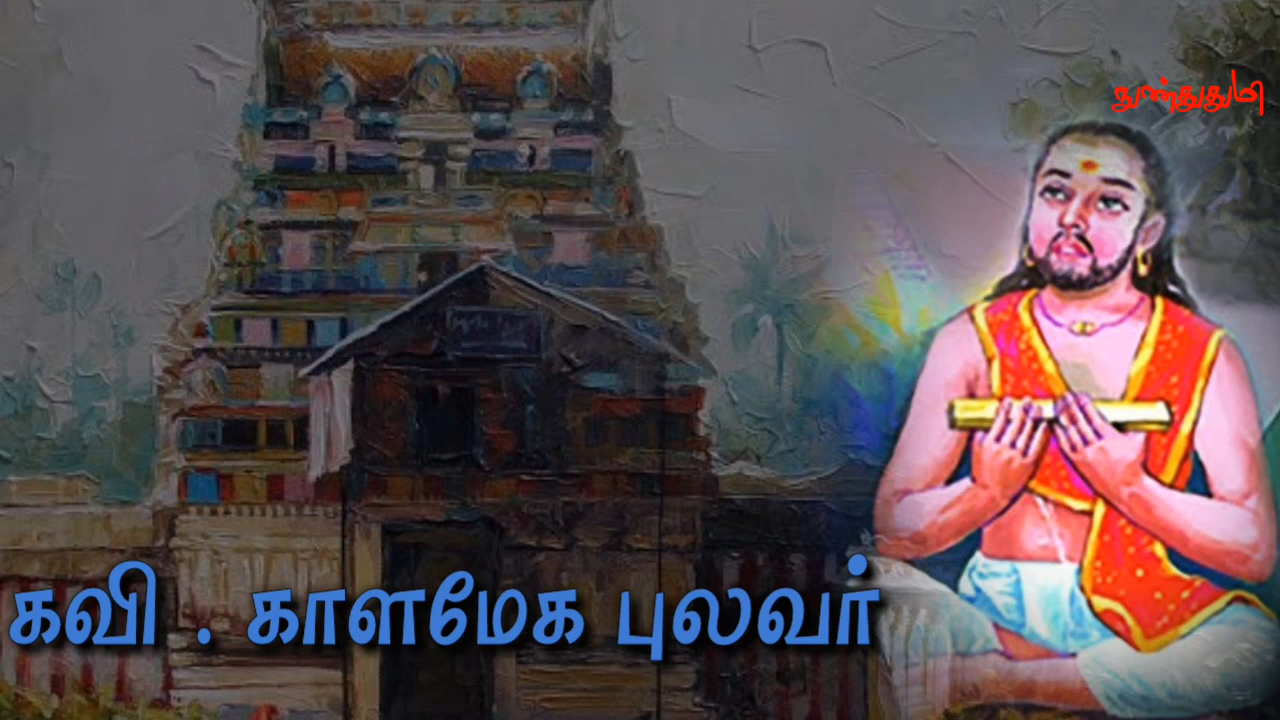 துண்துதுமி
கவி . காளமேக புலவர்